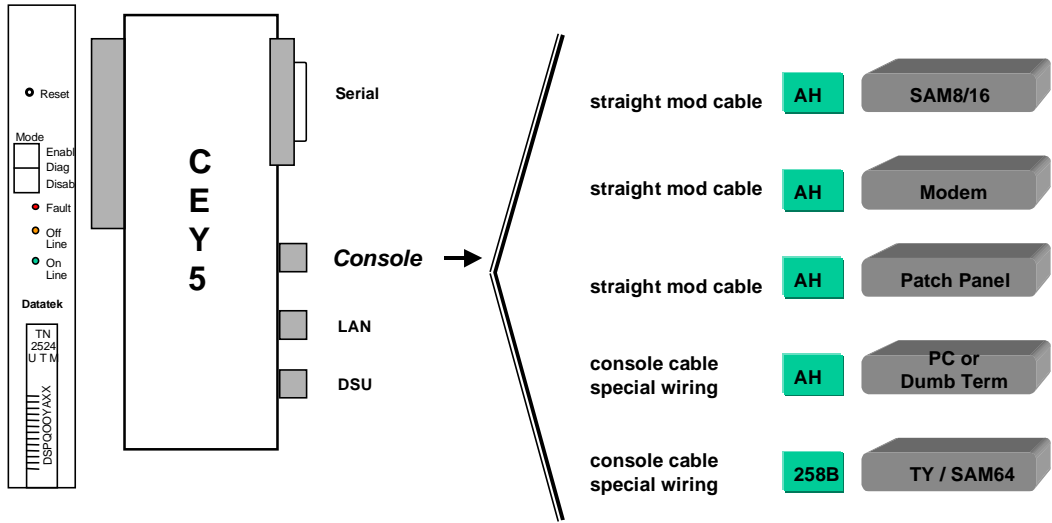 Reset
Mode
Enabl
Diag
Disab
Fault
Off
Line
On
Line
Datatek
TN
2524
U T M
DSPQOOYAXX
C
E
Y
5
Serial
Console
LAN
DSU
straight mod cable
AH
SAM8/16
straight mod cable
AH
Modem
straight mod cable
AH
Patch Panel
console cable
special wiring
AH
PC or
Dumb Term
console cable
special wiring
258B
TY / SAM64